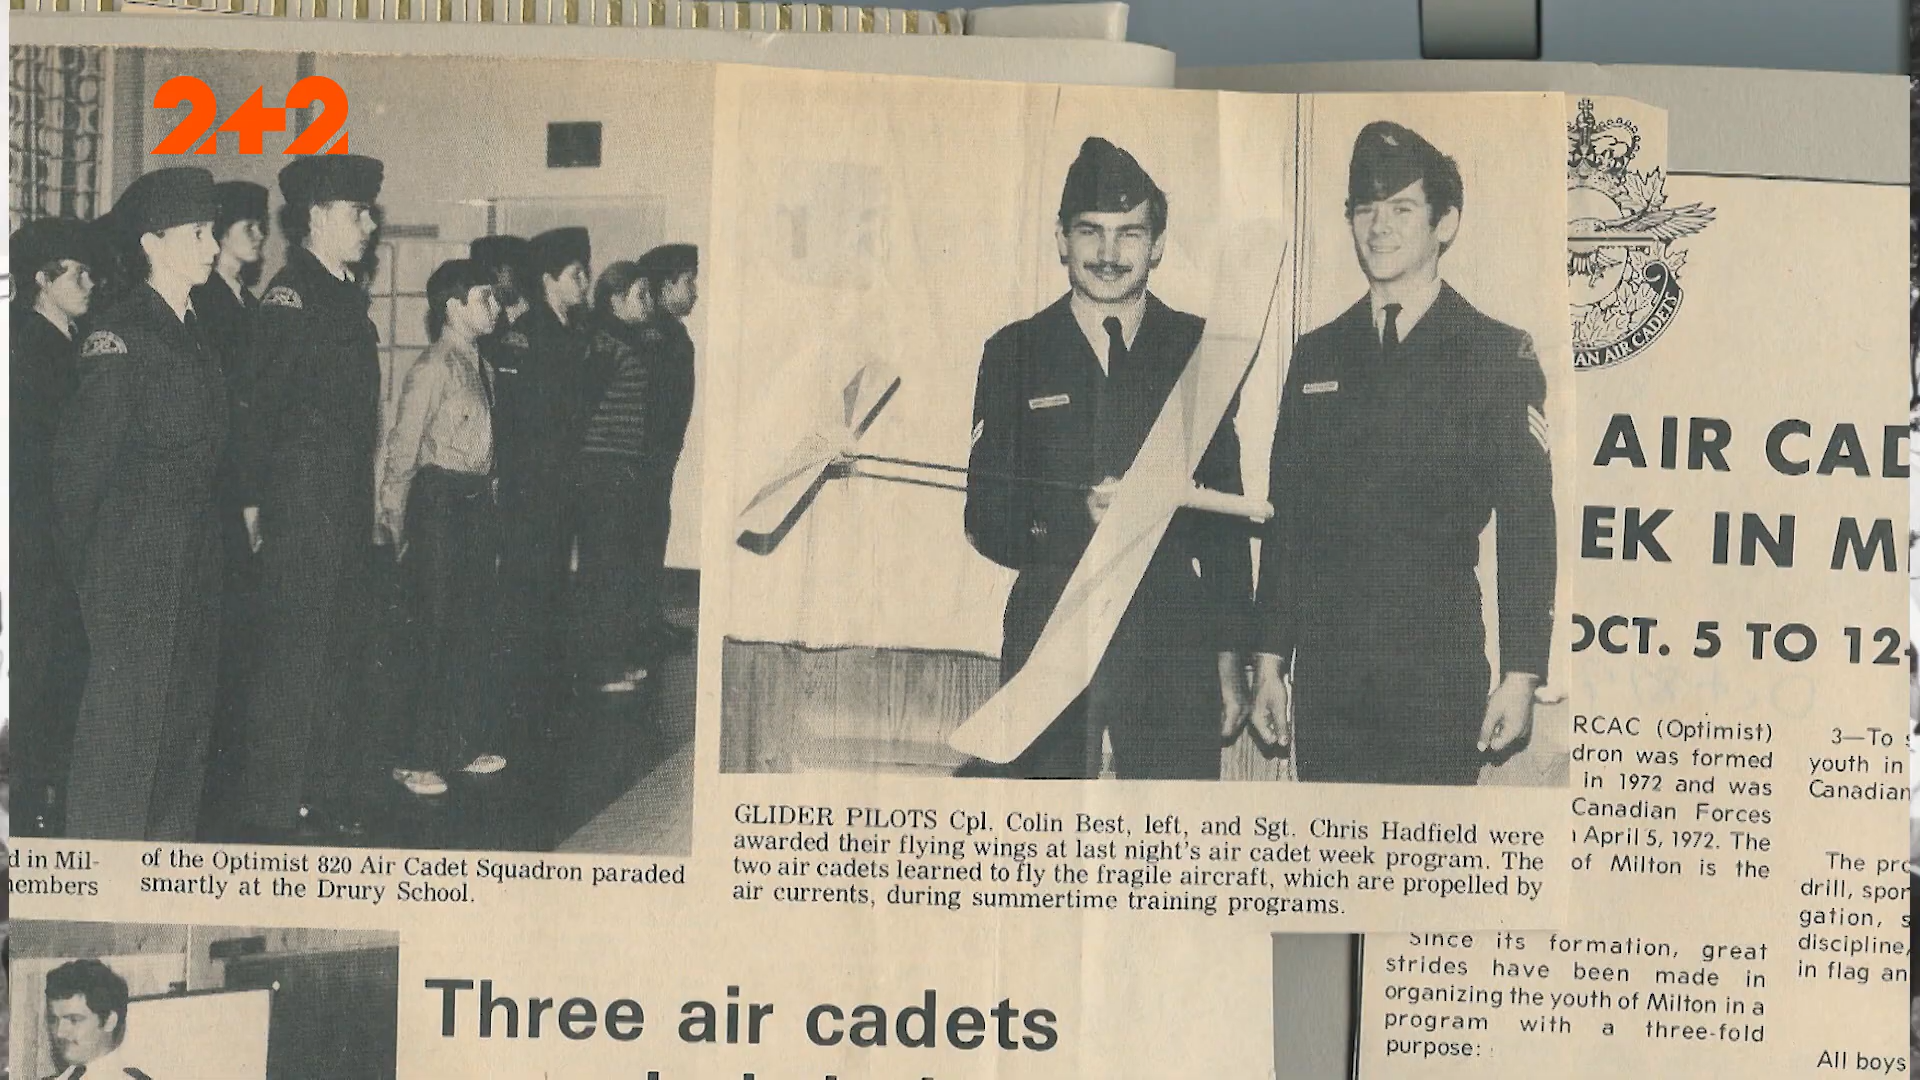 2+2
AN AIR CADETS
d in Mil-
embers
of the Optimist 820 Air Cadet Squadron paraded
smartly at the Drury School.
GLIDER PILOTS Cpl. Colin Best, left, and Sgt. Chris Hadfield were
awarded their flying wings at last night's air cadet week program. The
two air cadets learned to fly the fragile aircraft, which are propelled by
air currents, during summertime training programs.
Three air cadets
AIR CAD
EK IN M
OCT. 5 TO 12
RCAC (Optimist)
dron was formed
in 1972 and was
Canadian Forces
April 5, 1972. The
of Milton is the
Since its formation, great
strides have been made in
organizing the youth of Milton in a
program with a three-fold
purpose:
3—To
youth in
Canadian
The pro
drill, spor
gation,
discipline,
in flag an
All boys